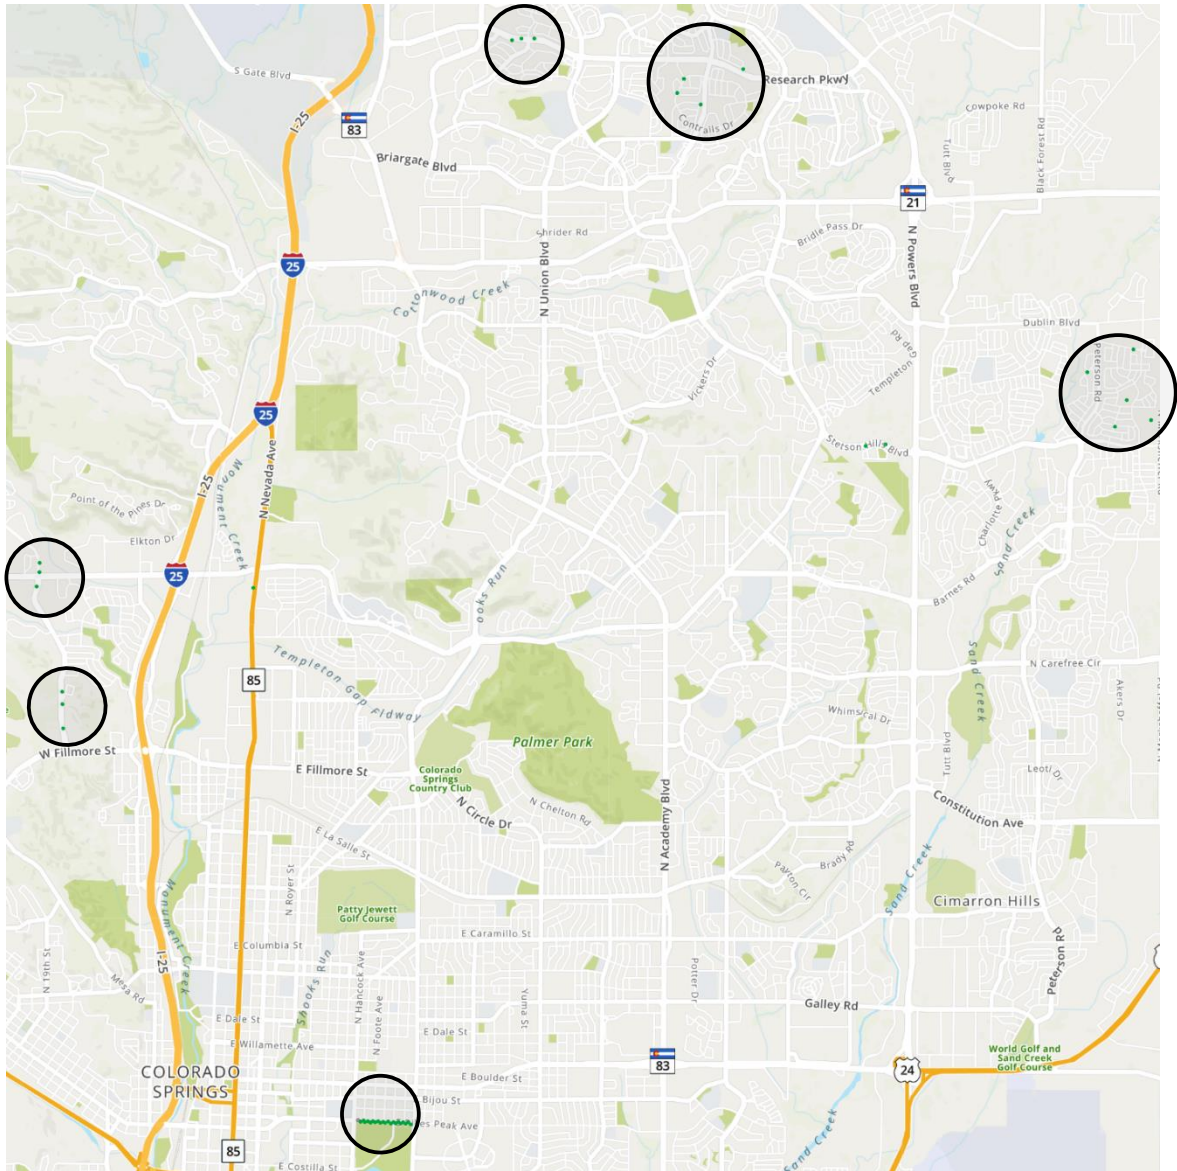 S Gate Blvd
I-25
83
Briargate Blvd
Research Pkwy
Contrails Dr
Cowpoke Rd
Tutt Blvd
Black Forest Rd
21
Shrider Rd
N Union Blvd
Bridle Pass Dr
N Powers Blvd
25
Cottonwood Creek
Dublin Blvd
Peterson Rd
Templeton Gap Rd
Vickers Dr
25
N Nevada Ave
Stetson Hills Blvd
I-25
Monument Creek
Point of the Pines Dr
Elkton Dr
Charlotte Pkwy
Sand Creek
25
ooks Run
Barnes Rd
Templeton Gap Fldway
85
Sand Creek
N Carefree Cir
Akers Dr
Whimsical Dr
Tutt Blvd
Palmer Park
W Fillmore St
E Fillmore St
Colorado
Springs
Country Club
N Circle Dr
N Chelton Rd
N Academy Blvd
Leoti Dr
Constitution Ave
E La Salle St
Brady Rd
Paxton Cir
Sand Creek
N Royer St
Monument Creek
Patty Jewett
Golf Course
Cimarron Hills
E Caramillo St
E Columbia St
I-25
N 19th St
Mesa Rd
Shooks Run
N Hancock Ave
N Foote Ave
Yuma St
Potter Dr
Peterson Rd
Galley Rd
E Dale St
E Dale St
E Willamette Ave
World Golf and
Sand Creek
Golf Course
COLORADO
SPRINGS
E Boulder St
83
24
Bijou St
es Peak Ave
85
E Costilla St
Sand Creek